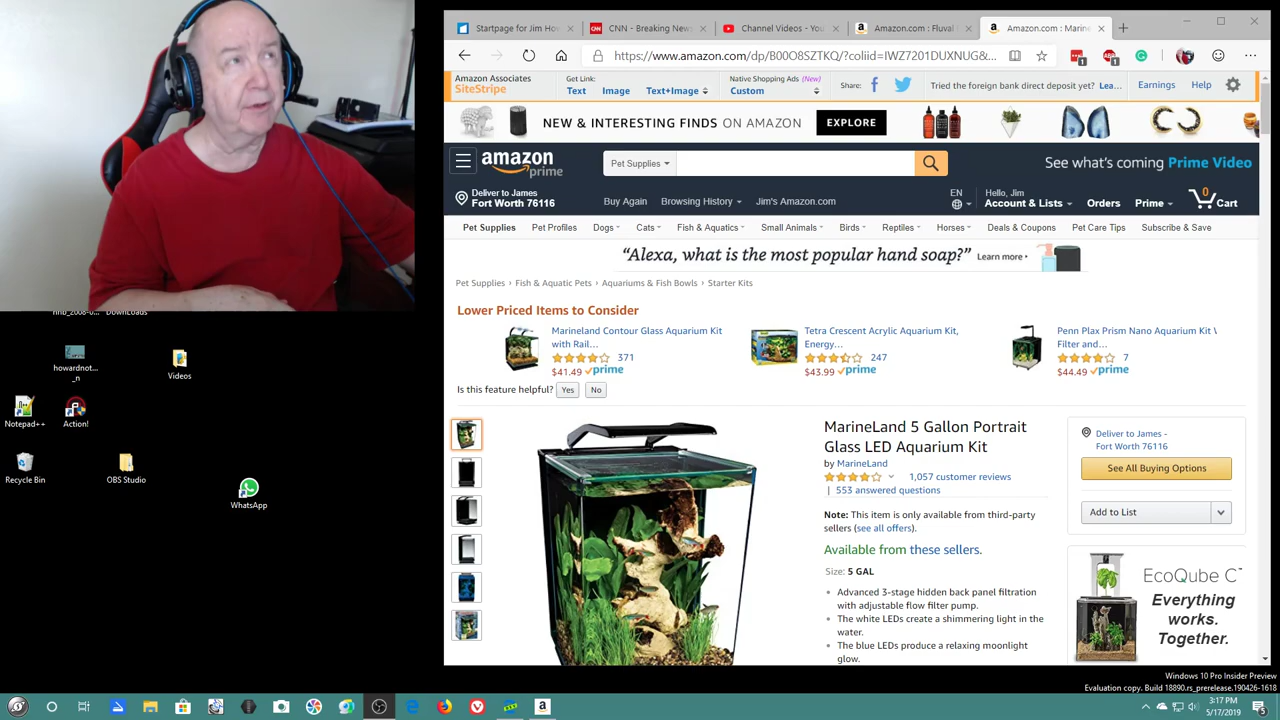 Startpage for Jim Ho
CNN - Breaking News
Channel Videos - You
Amazon.com : Fluval
Amazon.com : Marine
https://www.amazon.com/dp/B00O8SZTKQ/?coliid=IWZ7201DUXNUG&...
Amazon Associates
SiteStripe
Get Link:
Text Image Text+Image
Native Shopping Ads (New)
Custom
Share:
Tried the foreign bank direct deposit yet? Lea...
Earnings Help
NEW & INTERESTING FINDS ON AMAZON EXPLORE
amazon prime
Pet Supplies
See what's coming Prime Video
Deliver to James
Fort Worth 76116
Buy Again Browsing History Jim's Amazon.com
EN
Hello, Jim
Account & Lists Orders Prime 0 Cart
Pet Supplies Pet Profiles Dogs Cats Fish & Aquatics Small Animals Birds Reptiles Horses Deals & Coupons Pet Care Tips Subscribe & Save
“Alexa, what is the most popular hand soap?” Learn more
Pet Supplies › Fish & Aquatic Pets › Aquariums & Fish Bowls › Starter Kits
Lower Priced Items to Consider
Marineland Contour Glass Aquarium Kit
with Rail...
371
$41.49 prime
Tetra Crescent Acrylic Aquarium Kit,
Energy...
247
$43.99 prime
Penn Plax Prism Nano Aquarium Kit \
Filter and...
7
$44.49 prime
Is this feature helpful? Yes No
MarineLand 5 Gallon Portrait
Glass LED Aquarium Kit
by MarineLand
1,057 customer reviews
| 553 answered questions
Note: This item is only available from third-party
sellers (see all offers).
Available from these sellers.
Size: 5 GAL
• Advanced 3-stage hidden back panel filtration
with adjustable flow filter pump.
• The white LEDs create a shimmering light in the
water.
• The blue LEDs produce a relaxing moonlight
glow.
Deliver to James -
Fort Worth 76116
See All Buying Options
Add to List
EcoQube C™
Everything
works.
Together.
DownLoads
howardnot...
_n
Videos
Notepad++
Action!
Recycle Bin
OBS Studio
WhatsApp
Windows 10 Pro Insider Preview
Evaluation copy. Build 18890.rs_prerelease.190426-1618
3:17 PM
5/17/2019
5